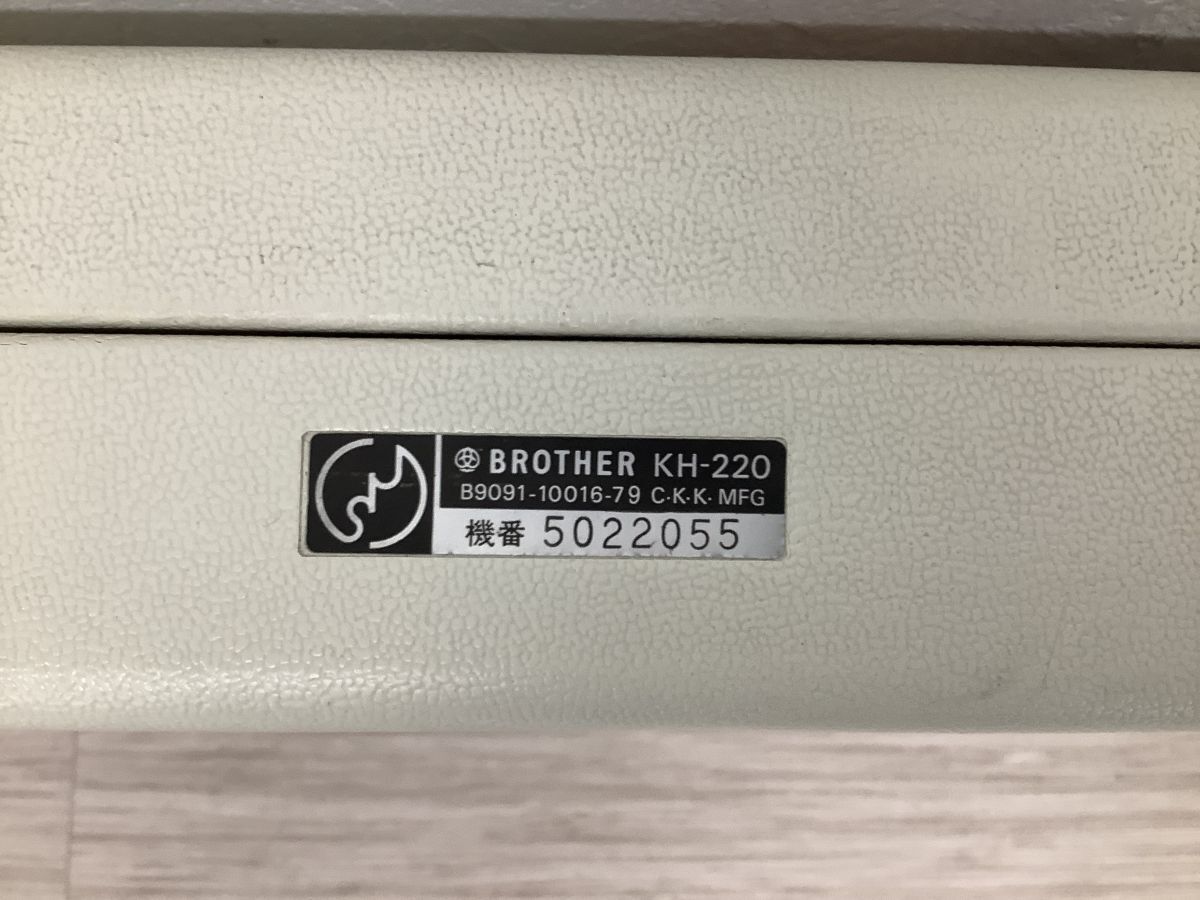 BROTHER KH-220
B9091-10016-79 C·K·K· MFG
機番 5022055